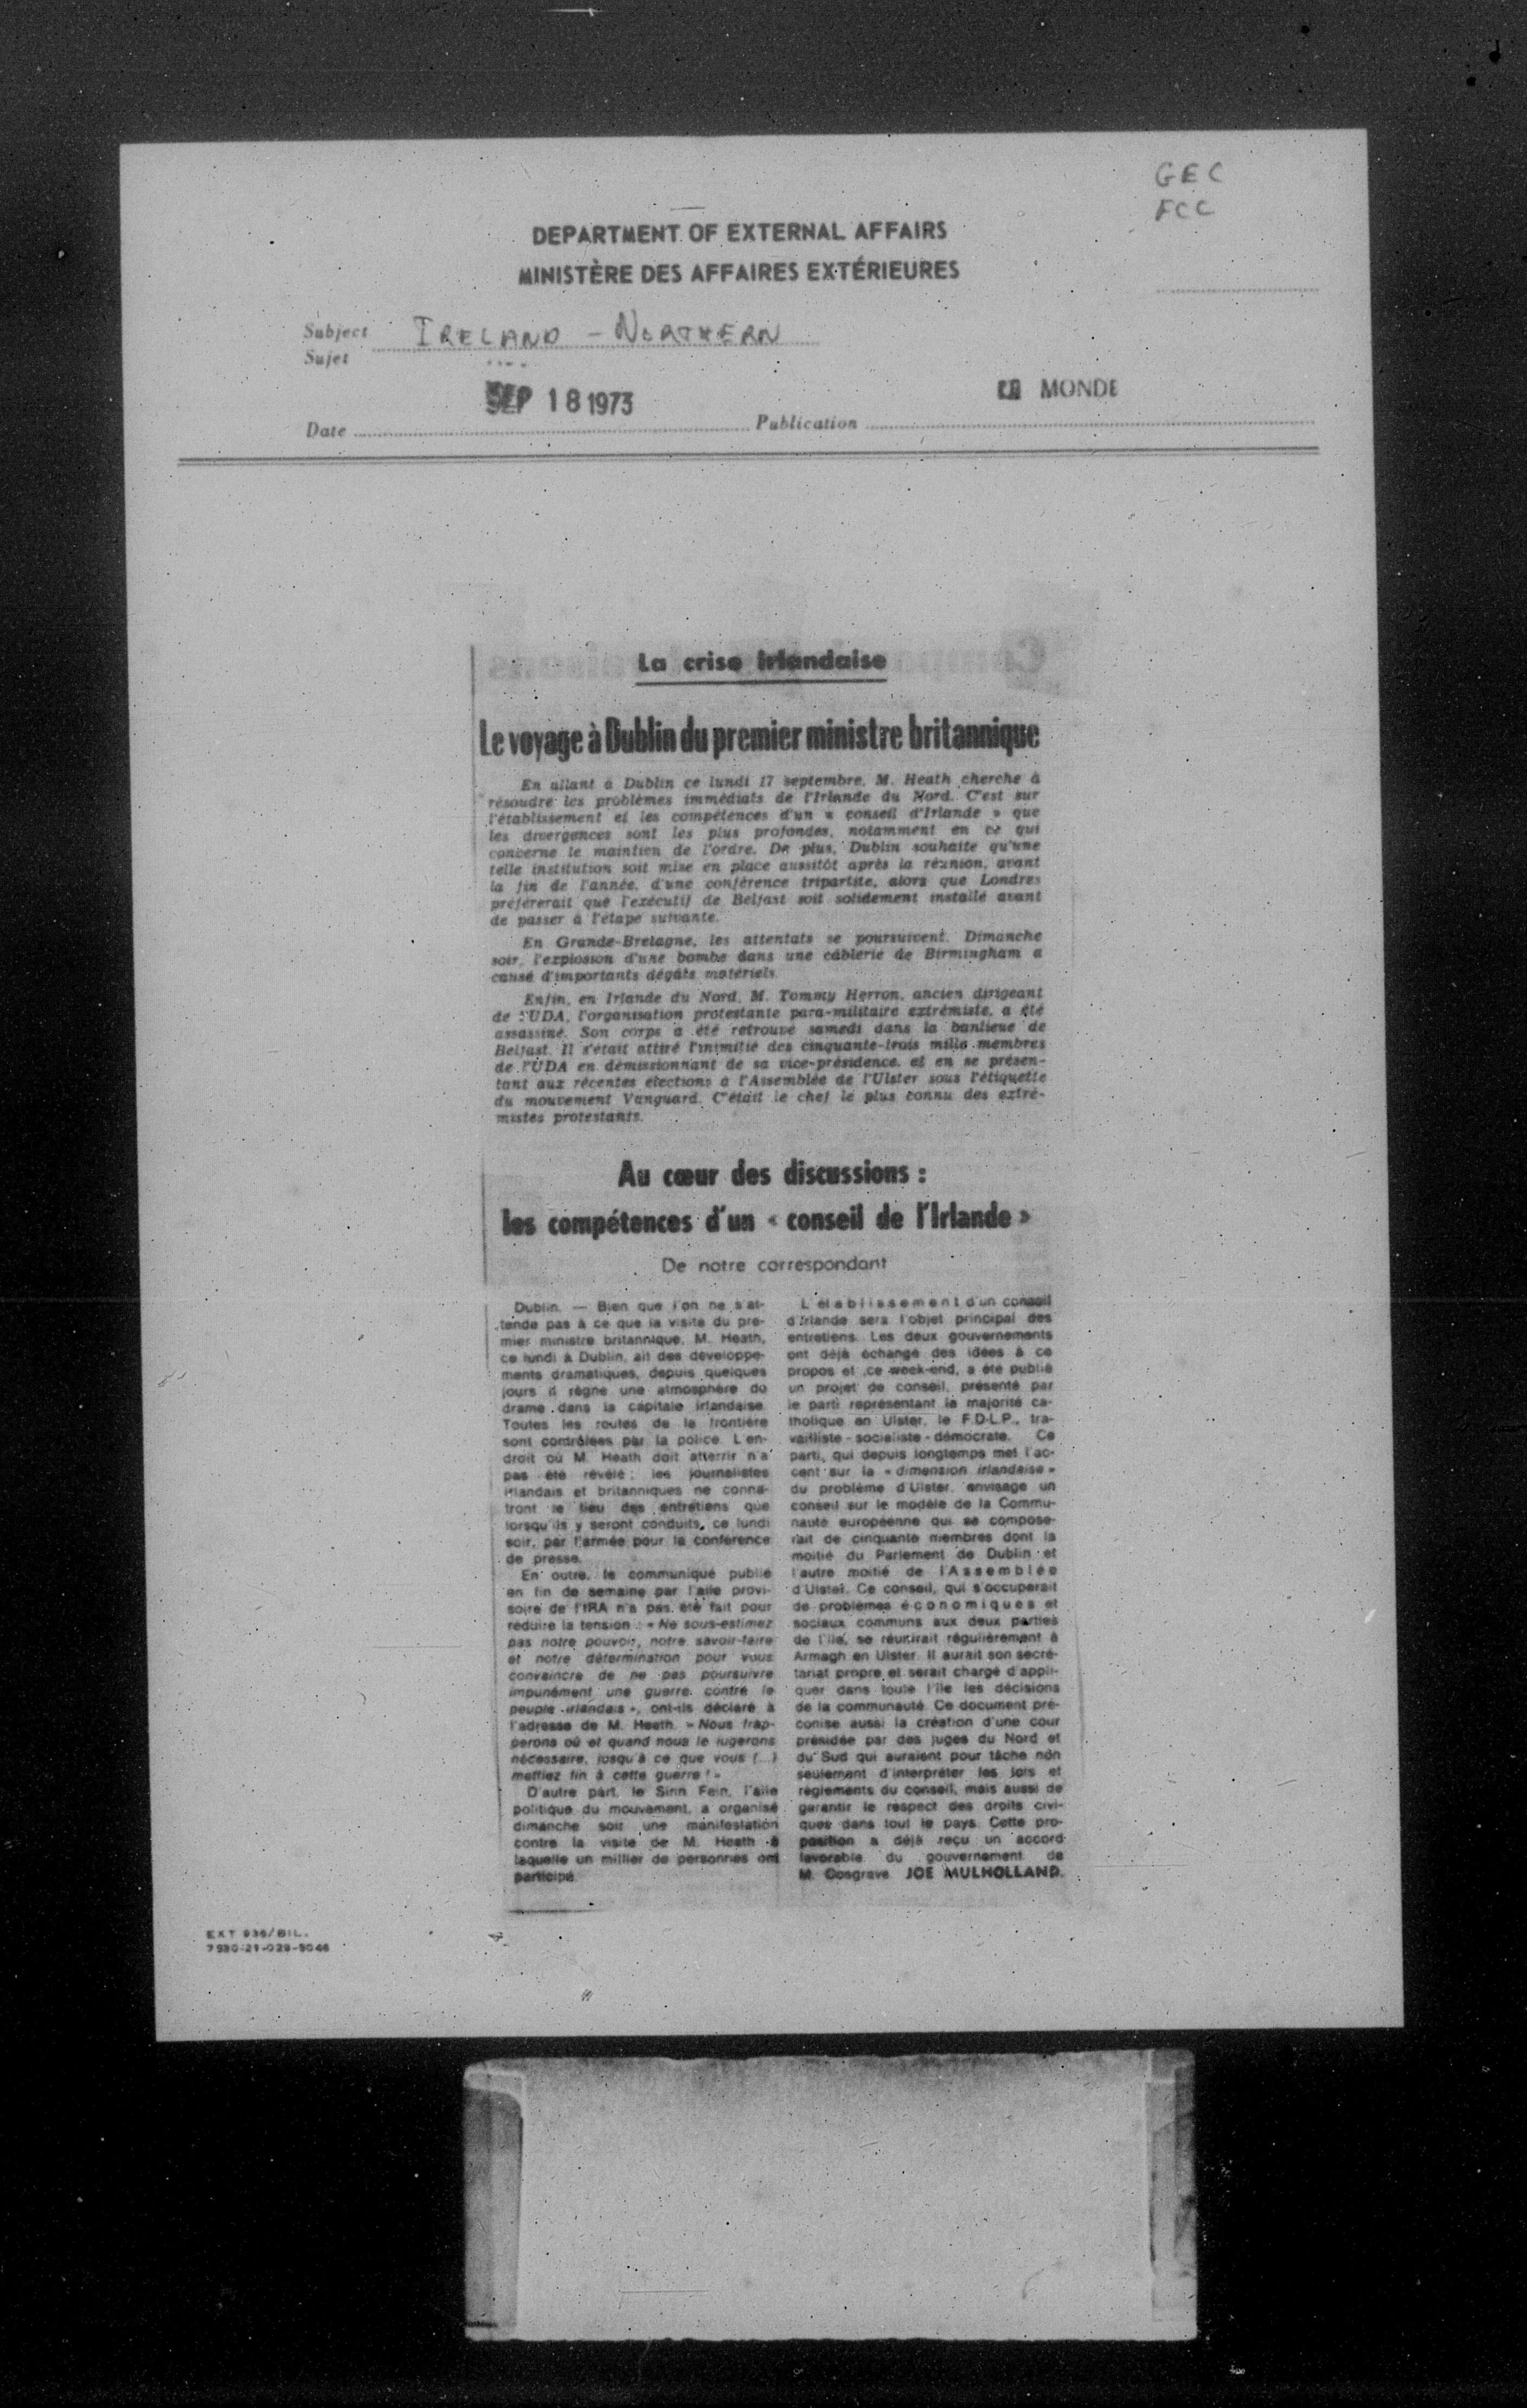 GEC
FCC
DEPARTMENT OF EXTERNAL AFFAIRS
MINISTÈRE DES AFFAIRES EXTÉRIEURES
Subject
Sujet
IRELAND - NORTHERN
SEP 18 1973
LE MONDE
Date
Publication
La crise irlandaise
Le voyage à Dublin du premier ministre britannique
En allant à Dublin ce lundi 17 septembre, M. Heath cherche à
résoudre les problèmes immédiats de l'Irlande du Nord. C'est sur
l'établissement et les compétences d'un « conseil d'Irlande » que
les divergences sont les plus profondes, notamment en ce qui
concerne le maintien de l'ordre. De plus, Dublin souhaite qu'une
telle institution soit mise en place aussitôt après la réunion, avant
la fin de l'année, d'une conférence tripartite, alors que Londres
préférerait que l'exécutif de Belfast soit solidement installé avant
de passer à l'étape suivante.
En Grande-Bretagne, les attentats se poursuivent. Dimanche
soir, l'explosion d'une bombe dans une câblerie de Birmingham a
causé d'importants dégâts matériels.
Enfin, en Irlande du Nord, M. Tommy Herron, ancien dirigeant
de l'UDA, l'organisation protestante para-militaire extrémiste, a été
assassiné. Son corps a été retrouvé samedi dans la banlieue de
Belfast. Il s'était attiré l'inimitié des cinquante-trois mille membres
de l'UDA en démissionnant de sa vice-présidence, et en se présen-
tant aux récentes élections à l'Assemblée de l'Ulster sous l'étiquette
du mouvement Vanguard. C'était le chef le plus connu des extré-
mistes protestants.
Au cœur des discussions :
les compétences d'un « conseil de l'Irlande »
De notre correspondant
Dublin. — Bien que l'on ne s'at-
tende pas à ce que la visite du pre-
mier ministre britannique, M. Heath,
ce lundi à Dublin, ait des développe-
ments dramatiques, depuis quelques
jours il règne une atmosphère de
drame dans la capitale irlandaise.
Toutes les routes de la frontière
sont contrôlées par la police. L'en-
droit où M. Heath doit atterrir n'a
pas été révélé ; les journalistes
irlandais et britanniques ne connaî-
tront le lieu des entretiens que
lorsqu'ils y seront conduits, ce lundi
soir, par l'armée pour la conférence
de presse.
En outre, le communiqué publié
en fin de semaine par l'aile provi-
soire de l'IRA n'a pas été fait pour
réduire la tension : « Ne sous-estimez
pas notre pouvoir, notre savoir-faire
et notre détermination pour vous
convaincre de ne pas poursuivre
impunément une guerre contre le
peuple irlandais », ont-ils déclaré à
l'adresse de M. Heath. « Nous frap-
perons où et quand nous le jugerons
nécessaire, jusqu'à ce que vous (...)
mettiez fin à cette guerre ! »
D'autre part, le Sinn Fein, l'aile
politique du mouvement, a organisé
dimanche soir une manifestation
contre la visite de M. Heath à
laquelle un millier de personnes ont
participé.
L'établissement d'un conseil
d'Irlande sera l'objet principal des
entretiens. Les deux gouvernements
ont déjà échangé des idées à ce
propos et, ce week-end, a été publié
un projet de conseil, présenté par
le parti représentant la majorité ca-
tholique en Ulster, le F.D.L.P., tra-
vailliste - socialiste - démocrate. Ce
parti, qui depuis longtemps met l'ac-
cent sur la « dimension irlandaise »
du problème d'Ulster, envisage un
conseil sur le modèle de la Commu-
nauté européenne qui se compose-
rait de cinquante membres dont la
moitié du Parlement de Dublin et
l'autre moitié de l'Assemblée
d'Ulster. Ce conseil, qui s'occuperait
de problèmes économiques et
sociaux communs aux deux parties
de l'île, se réunirait régulièrement à
Armagh en Ulster. Il aurait son secré-
tariat propre et serait chargé d'appli-
quer dans toute l'île les décisions
de la communauté. Ce document pré-
conise aussi la création d'une cour
présidée par des juges du Nord et
du Sud qui auraient pour tâche non
seulement d'interpréter les lois et
règlements du conseil, mais aussi de
garantir le respect des droits civi-
ques dans tout le pays. Cette pro-
position a déjà reçu un accord
favorable du gouvernement de
M. Cosgrave. JOE MULHOLLAND.
EXT 936/BIL.
7530-21-029-5046